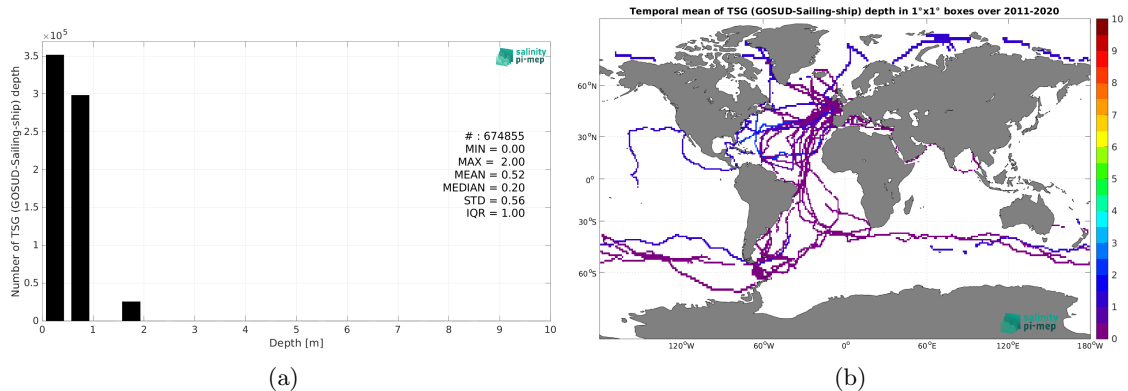 ×10⁵
3.5
3
2.5
2
1.5
1
0.5
0
Number of TSG (GOSUD-Sailing-ship) depth
salinity
pi-mep
# : 674855
MIN = 0.00
MAX = 2.00
MEAN = 0.52
MEDIAN = 0.20
STD = 0.56
IQR = 1.00
0 1 2 3 4 5 6 7 8 9 10
Depth [m]
(a)
Temporal mean of TSG (GOSUD-Sailing-ship) depth in 1°x1° boxes over 2011-2020
60°N
30°N
0°
30°S
60°S
120°W 60°W 0° 60°E 120°E 180°W
salinity
pi-mep
10
9
8
7
6
5
4
3
2
1
0
(b)